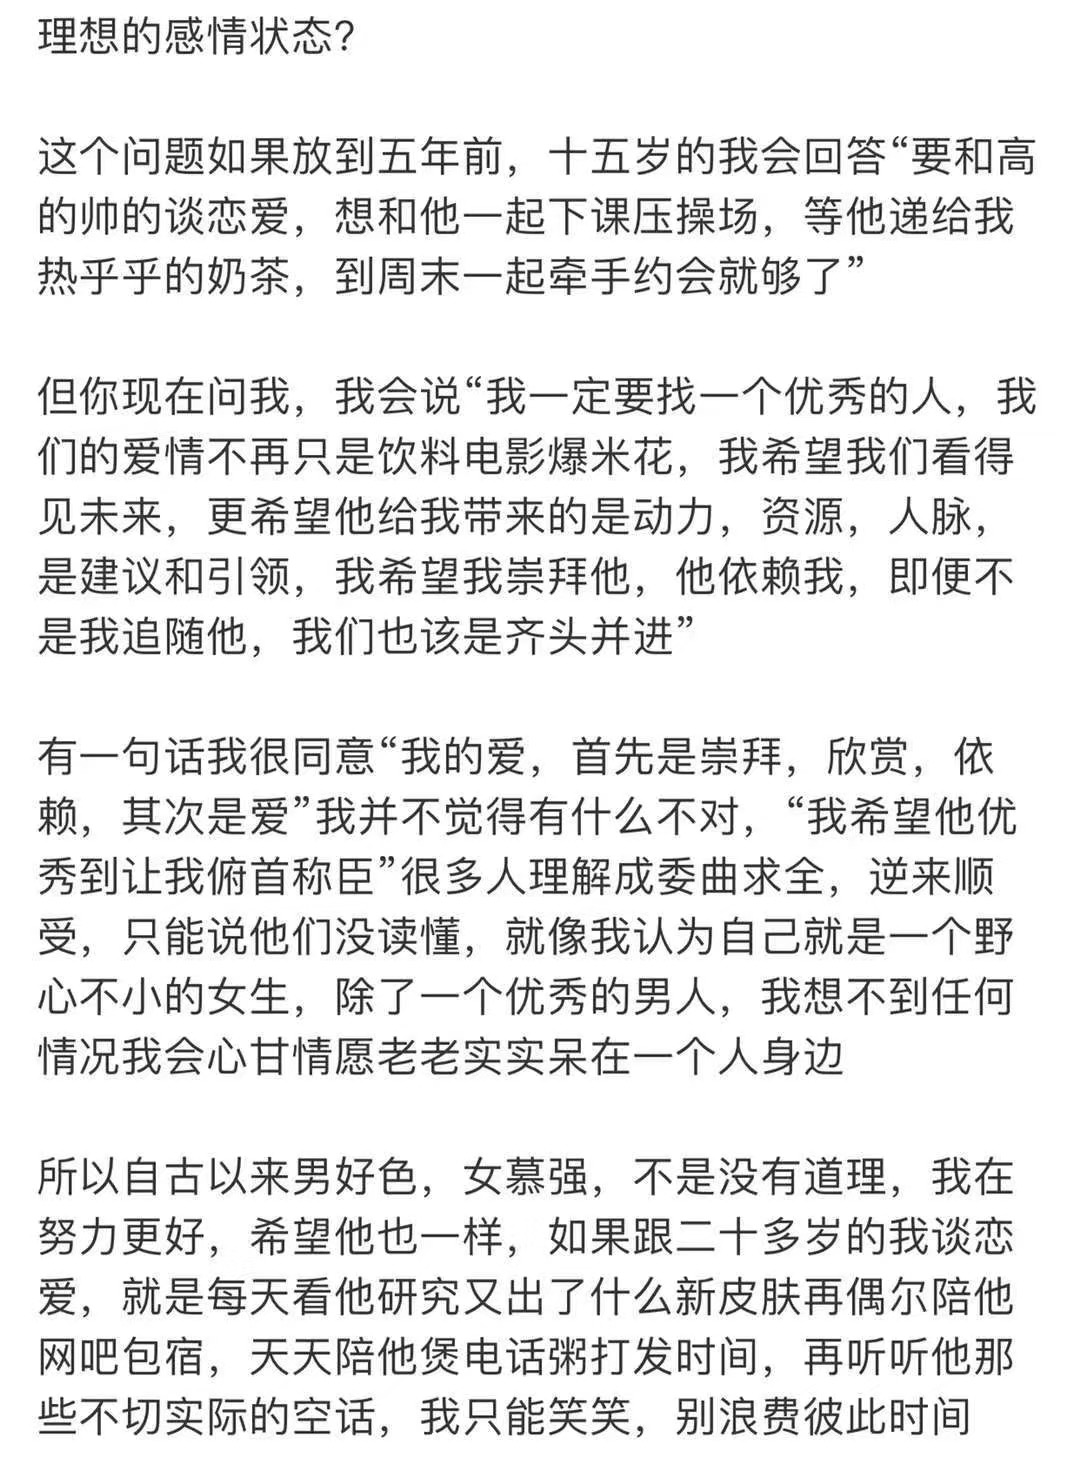 理想的感情状态？
这个问题如果放到五年前，十五岁的我会回答“要和高
的帅的谈恋爱，想和他一起下课压操场，等他递给我
热乎乎的奶茶，到周末一起牵手约会就够了”
但你现在问我，我会说“我一定要找一个优秀的人，我
们的爱情不再只是饮料电影爆米花，我希望我们看得
见未来，更希望他给我带来的是动力，资源，人脉，
是建议和引领，我希望我崇拜他，他依赖我，即便不
是我追随他，我们也该是齐头并进”
有一句话我很同意“我的爱，首先是崇拜，欣赏，依
赖，其次是爱”我并不觉得有什么不对，“我希望他优
秀到让我俯首称臣”很多人理解成委曲求全，逆来顺
受，只能说他们没读懂，就像我认为自己就是一个野
心不小的女生，除了一个优秀的男人，我想不到任何
情况我会心甘情愿老老实实呆在一个人身边
所以自古以来男好色，女慕强，不是没有道理，我在
努力更好，希望他也一样，如果跟二十多岁的我谈恋
爱，就是每天看他研究又出了什么新皮肤再偶尔陪他
网吧包宿，天天陪他煲电话粥打发时间，再听听他那
些不切实际的空话，我只能笑笑，别浪费彼此时间